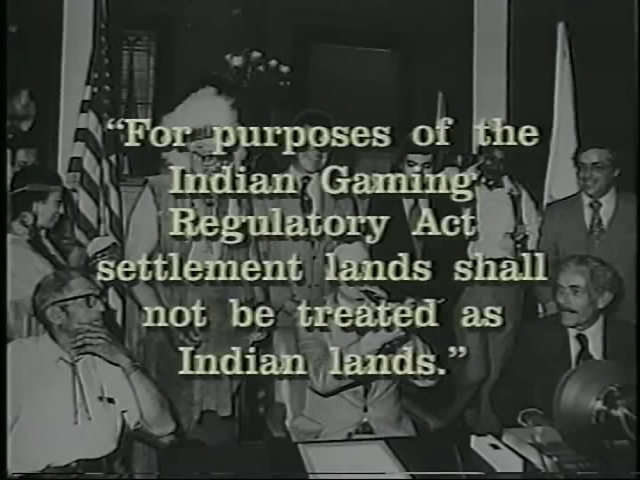 “For purposes of the
Indian Gaming
Regulatory Act
settlement lands shall
not be treated as
Indian lands.”